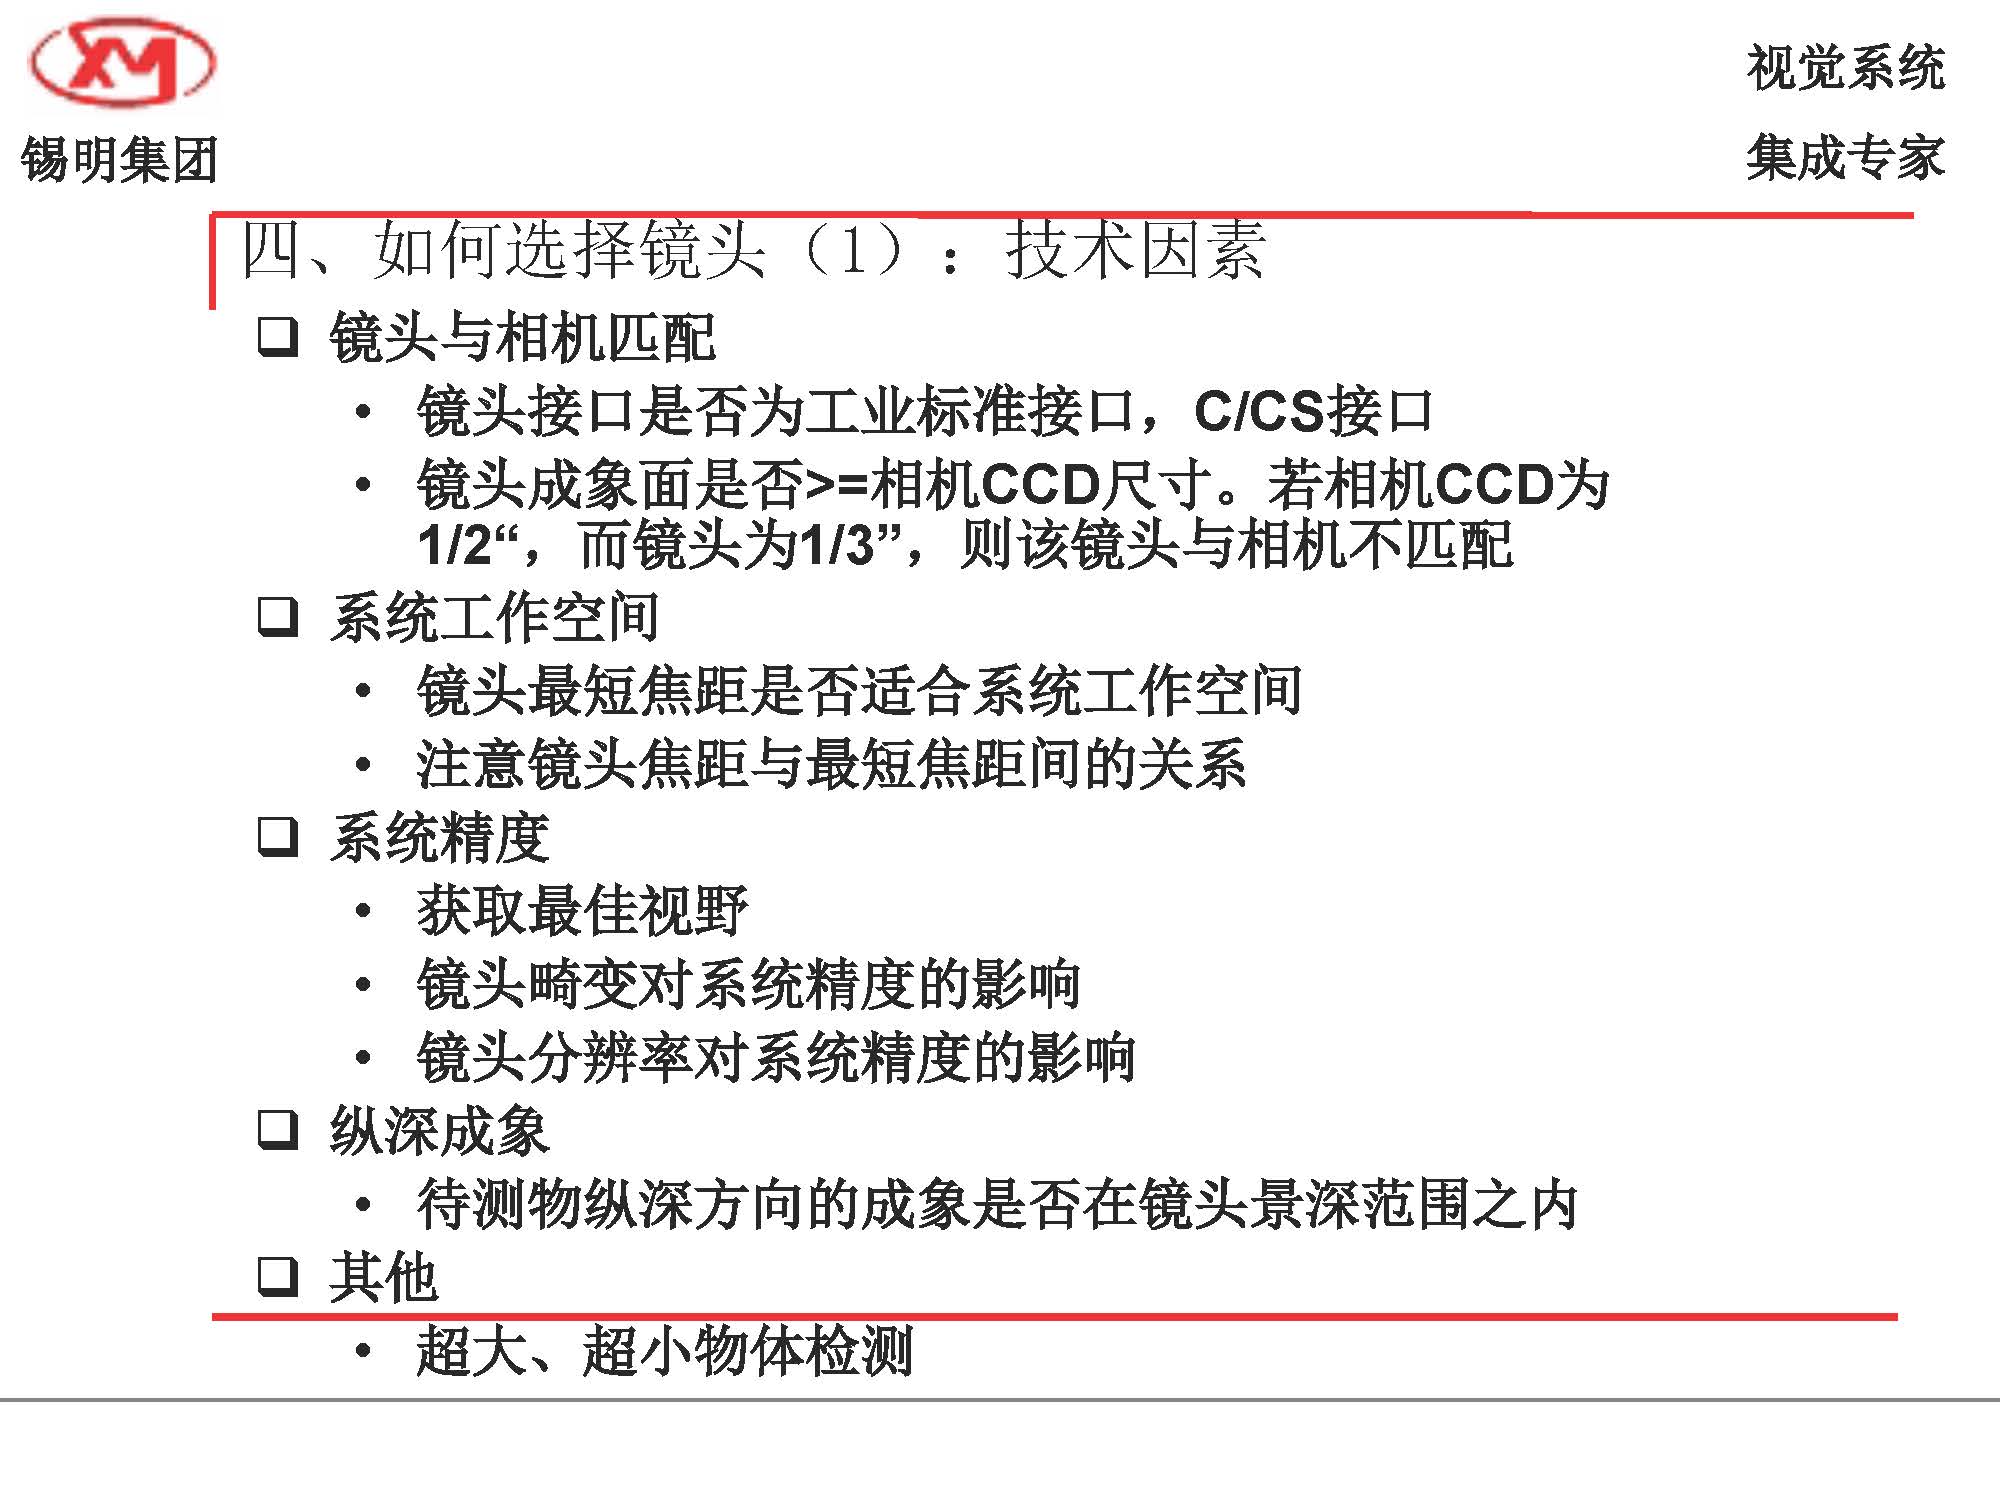 XM
锡明集团
视觉系统
集成专家
四、如何选择镜头（1）：技术因素
❑ 镜头与相机匹配
• 镜头接口是否为工业标准接口，C/CS接口
• 镜头成象面是否>=相机CCD尺寸。若相机CCD为
1/2“，而镜头为1/3”，则该镜头与相机不匹配
❑ 系统工作空间
• 镜头最短焦距是否适合系统工作空间
• 注意镜头焦距与最短焦距间的关系
❑ 系统精度
• 获取最佳视野
• 镜头畸变对系统精度的影响
• 镜头分辨率对系统精度的影响
❑ 纵深成象
• 待测物纵深方向的成象是否在镜头景深范围之内
❑ 其他
• 超大、超小物体检测